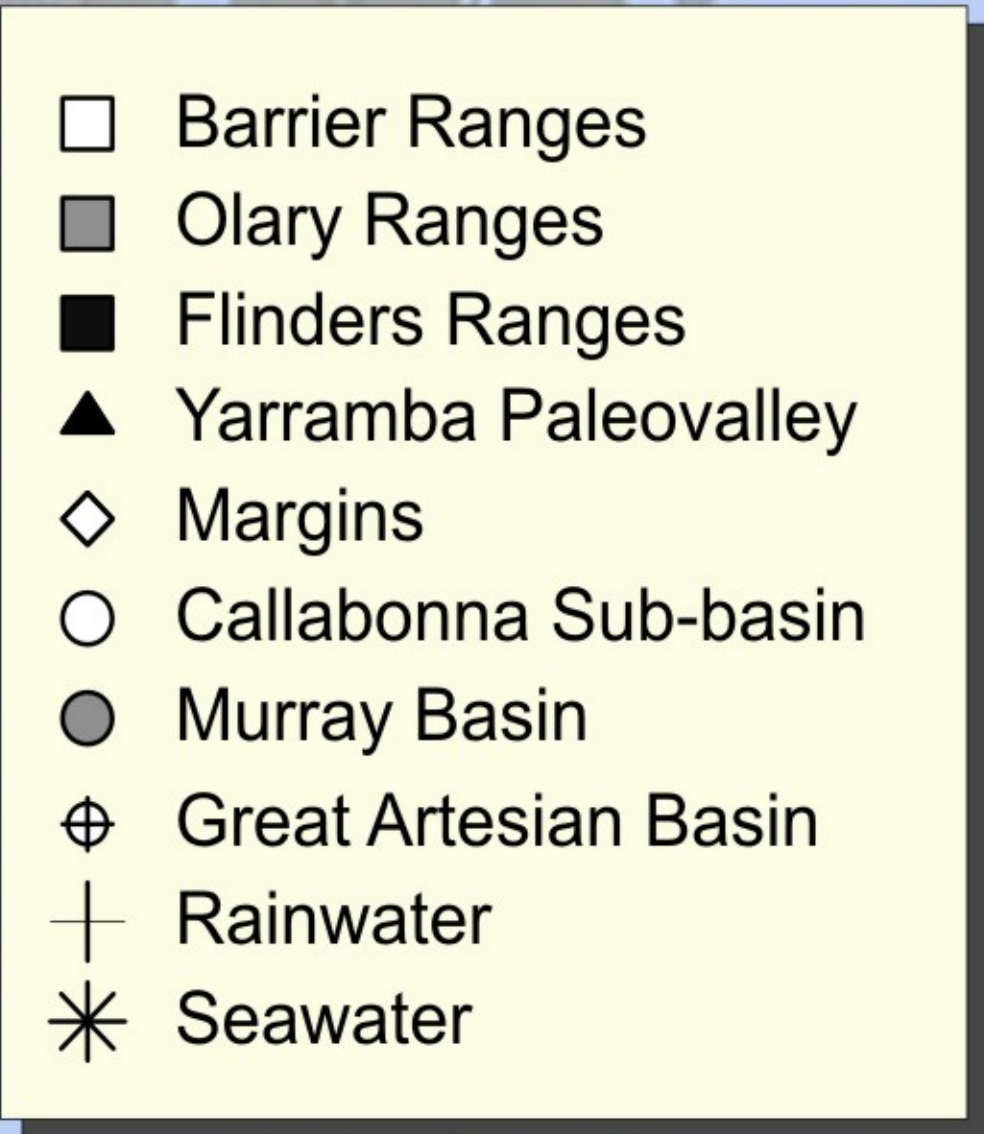 Barrier Ranges
Olary Ranges
Flinders Ranges
Yarramba Paleovalley
Margins
Callabonna Sub-basin
Murray Basin
Great Artesian Basin
Rainwater
Seawater